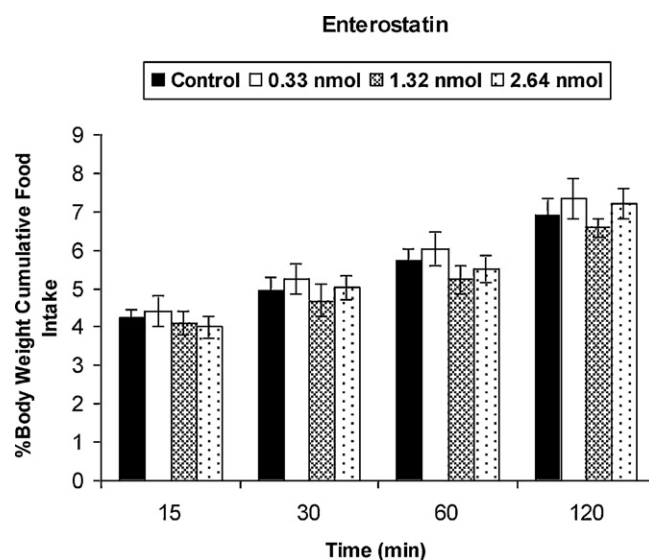 Enterostatin
Control 0.33 nmol 1.32 nmol 2.64 nmol
%Body Weight Cumulative Food
Intake
9
8
7
6
5
4
3
2
1
0
15 30 60 120
Time (min)